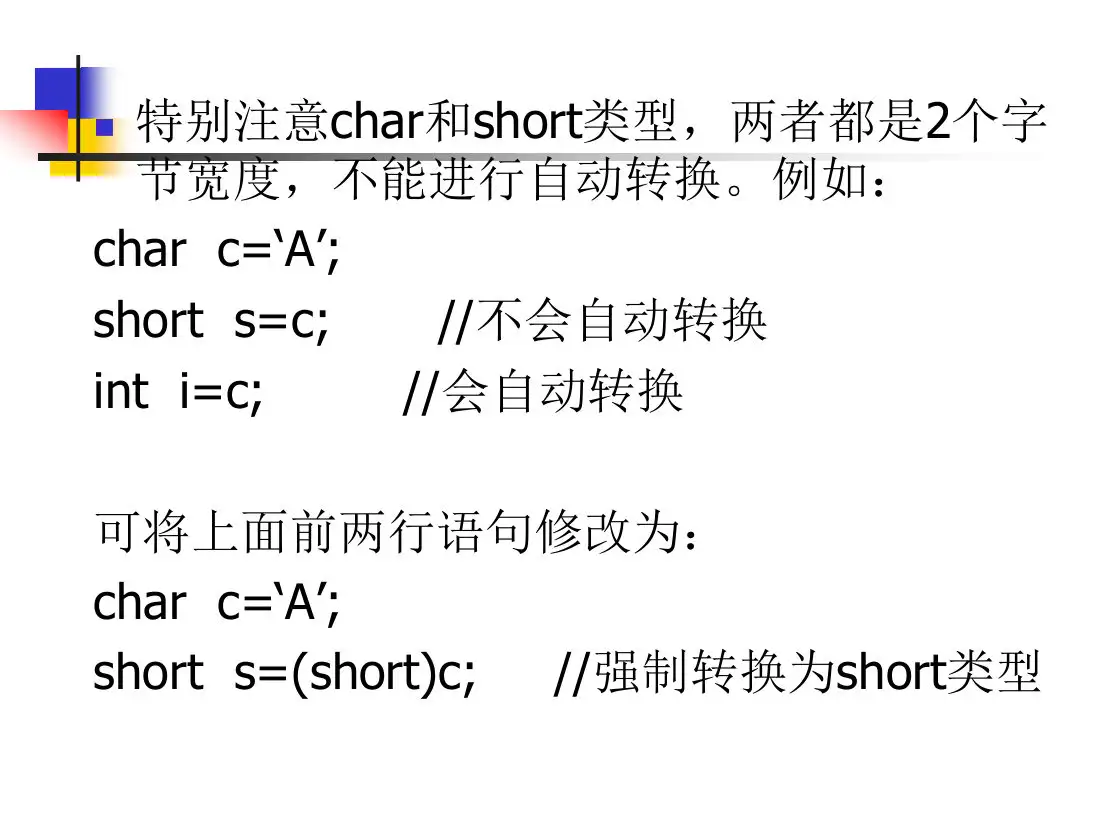 特别注意char和short类型，两者都是2个字
节宽度，不能进行自动转换。例如：
char c=‘A’;
short s=c; //不会自动转换
int i=c; //会自动转换
可将上面前两行语句修改为：
char c=‘A’;
short s=(short)c; //强制转换为short类型